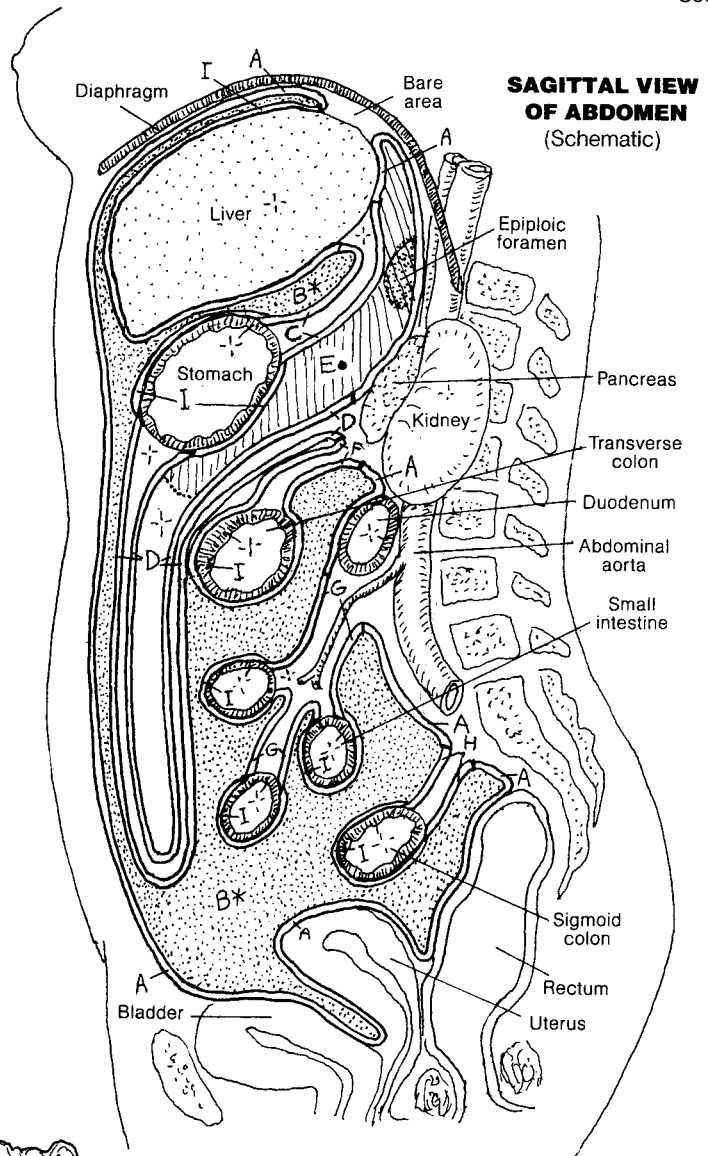 SAGITTAL VIEW
OF ABDOMEN
(Schematic)
I
A
Diaphragm
Bare
area
A
Liver
Epiploic
foramen
B*
C
Stomach
I
E
Pancreas
D
Kidney
F
A
Transverse
colon
Duodenum
D
I
Abdominal
aorta
G
Small
intestine
I
A
H
G
I
A
I
I
B*
A
Sigmoid
colon
A
Rectum
Bladder
Uterus